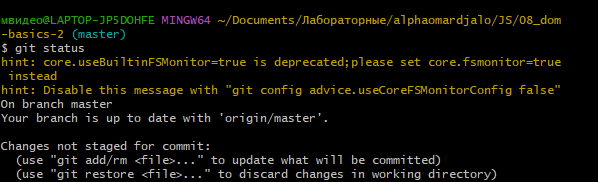 мвидео@LAPTOP-JP5DOHFE MINGW64 ~/Documents/Лабораторные/alphaomardjalo/JS/08_dom
-basics-2 (master)
$ git status
hint: core.useBuiltinFSMonitor=true is deprecated;please set core.fsmonitor=true
 instead
hint: Disable this message with "git config advice.useCoreFSMonitorConfig false"
On branch master
Your branch is up to date with 'origin/master'.
Changes not staged for commit:
  (use "git add/rm <file>..." to update what will be committed)
  (use "git restore <file>..." to discard changes in working directory)